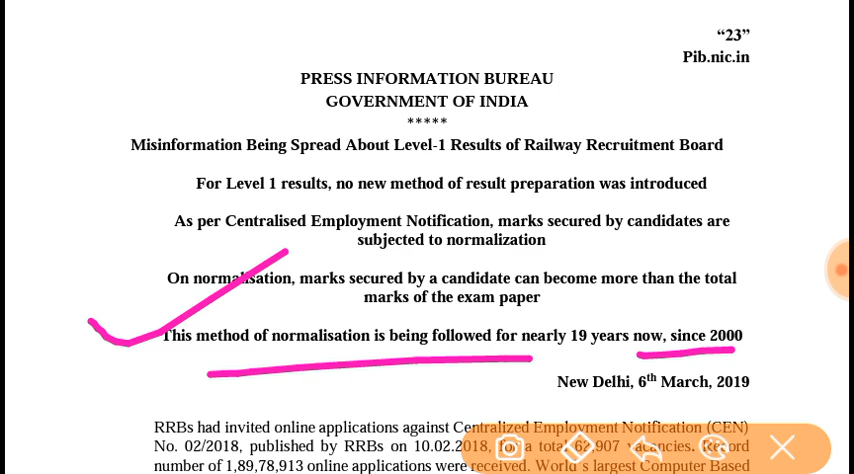 “23”
Pib.nic.in
PRESS INFORMATION BUREAU
GOVERNMENT OF INDIA
*****
Misinformation Being Spread About Level-1 Results of Railway Recruitment Board
For Level 1 results, no new method of result preparation was introduced
As per Centralised Employment Notification, marks secured by candidates are
subjected to normalization
On normalisation, marks secured by a candidate can become more than the total
marks of the exam paper
This method of normalisation is being followed for nearly 19 years now, since 2000
New Delhi, 6th March, 2019
RRBs had invited online applications against Centralized Employment Notification (CEN)
No. 02/2018, published by RRBs on 10.02.2018, for a total 62,907 vacancies. Record
number of 1,89,78,913 online applications were received. World's largest Computer Based